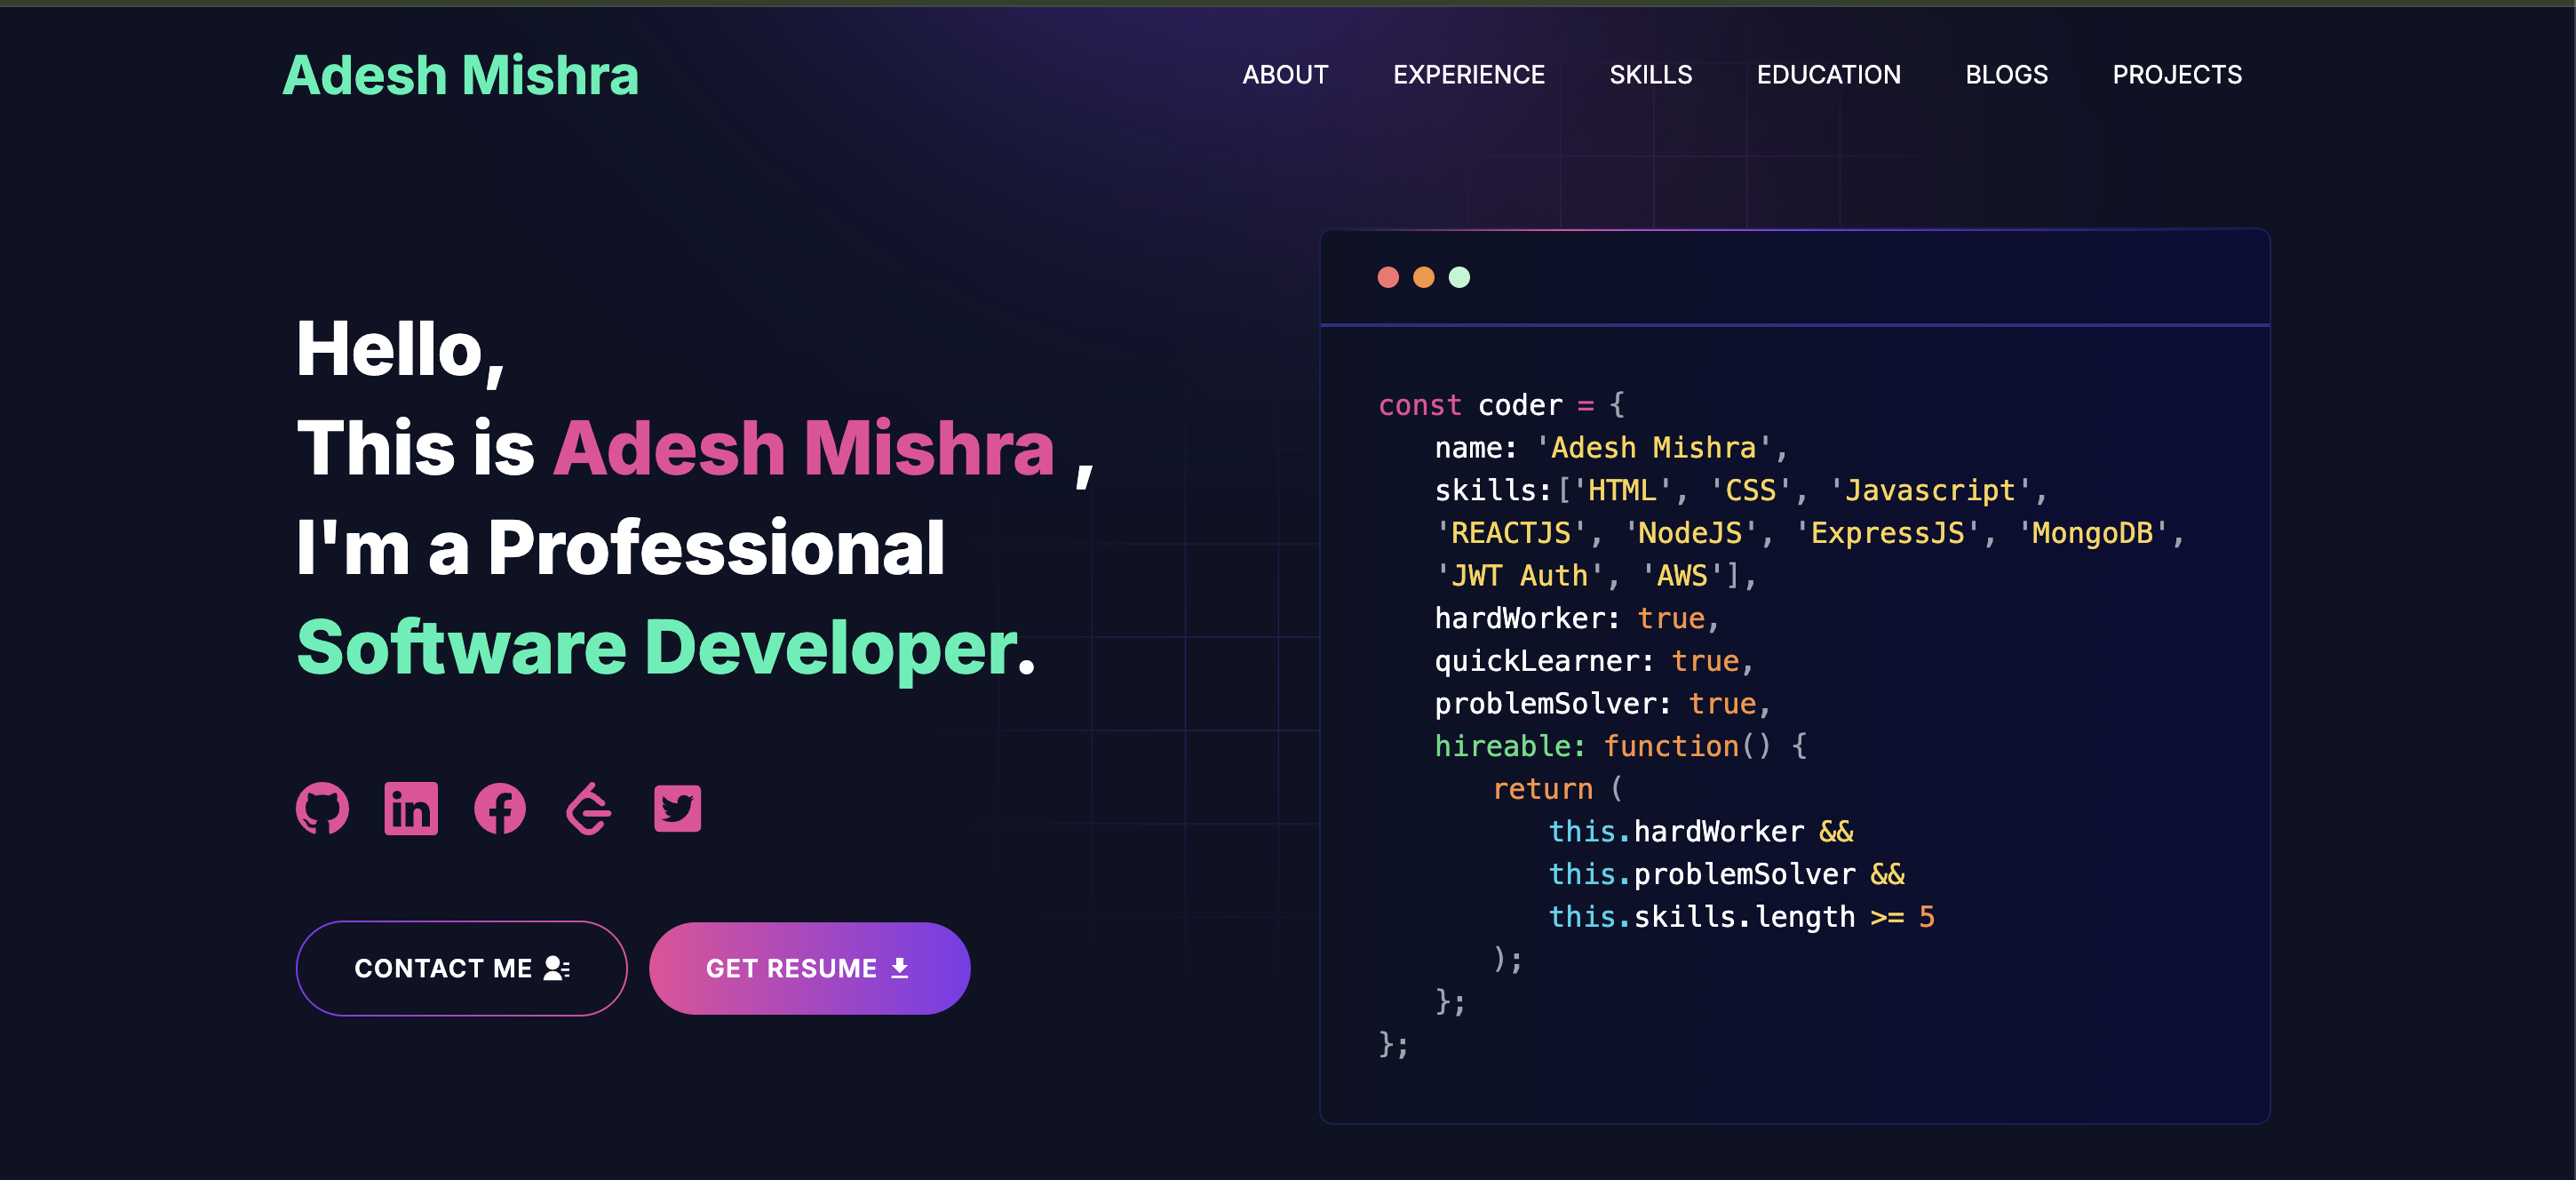 Adesh Mishra
ABOUT EXPERIENCE SKILLS EDUCATION BLOGS PROJECTS
Hello,
This is Adesh Mishra ,
I'm a Professional
Software Developer.
CONTACT ME
GET RESUME
const coder = {
name: 'Adesh Mishra',
skills:['HTML', 'CSS', 'Javascript',
'REACTJS', 'NodeJS', 'ExpressJS', 'MongoDB',
'JWT Auth', 'AWS'],
hardWorker: true,
quickLearner: true,
problemSolver: true,
hireable: function() {
return (
this.hardWorker &&
this.problemSolver &&
this.skills.length >= 5
);
};
};